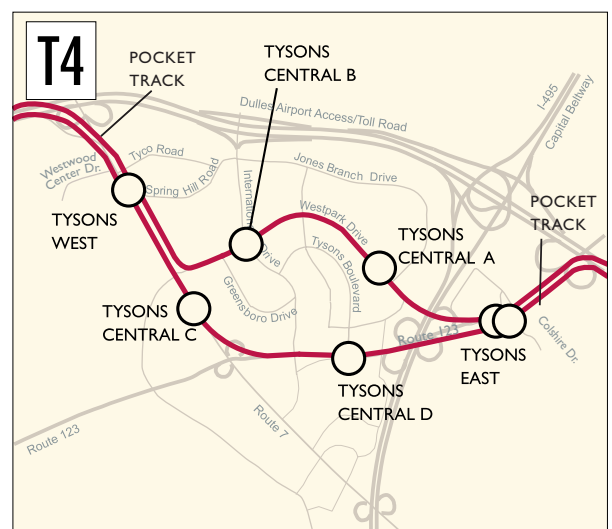 T4
POCKET
TRACK
TYSONS
CENTRAL B
I-495
Capital Beltway
Dulles Airport Access/Toll Road
Westwood
Center Dr.
Tyco Road
Spring Hill Road
Jones Branch Drive
International Drive
Westpark Drive
POCKET
TRACK
TYSONS
WEST
TYSONS
CENTRAL A
Tysons Boulevard
Greensboro Drive
TYSONS
CENTRAL C
Route 123
Colshire Dr.
TYSONS
EAST
TYSONS
CENTRAL D
Route 7
Route 123